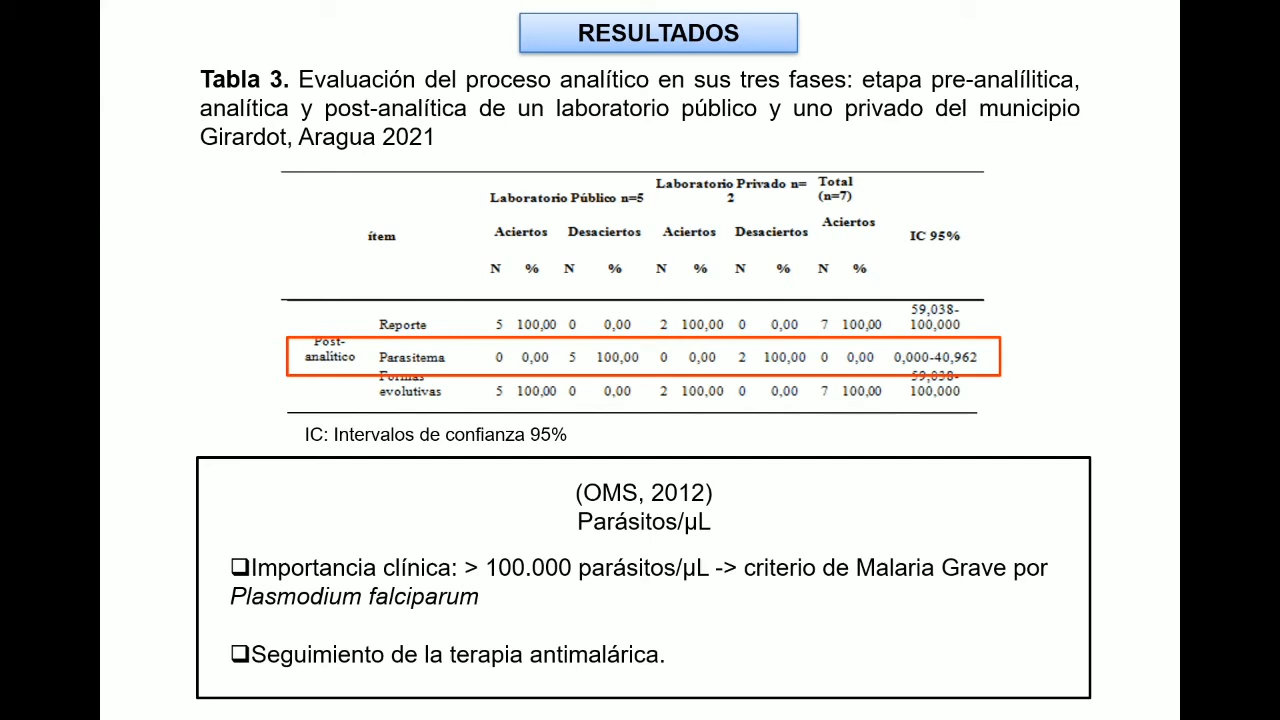 RESULTADOS
Tabla 3. Evaluación del proceso analítico en sus tres fases: etapa pre-analílitica,
analítica y post-analítica de un laboratorio público y uno privado del municipio
Girardot, Aragua 2021
ítem
Laboratorio Público n=5
Laboratorio Privado n=
2
Total
(n=7)
IC 95%
Aciertos Desaciertos Aciertos Desaciertos Aciertos
N % N % N % N % N %
Post-
analítico
Reporte 5 100,00 0 0,00 2 100,00 0 0,00 7 100,00 59,038-
100,000
Parasitema 0 0,00 5 100,00 0 0,00 2 100,00 0 0,00 0,000-40,962
Formas
evolutivas 5 100,00 0 0,00 2 100,00 0 0,00 7 100,00 59,038-
100,000
IC: Intervalos de confianza 95%
(OMS, 2012)
Parásitos/µL
❑Importancia clínica: > 100.000 parásitos/µL -> criterio de Malaria Grave por
Plasmodium falciparum
❑Seguimiento de la terapia antimalárica.